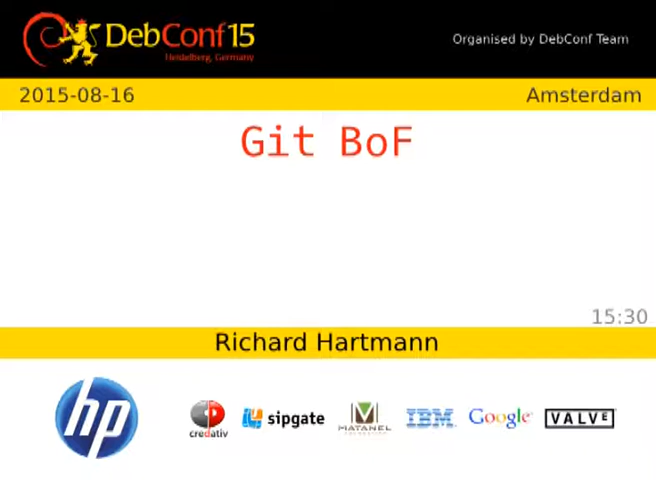 DebConf15
Heidelberg, Germany
Organised by DebConf Team
2015-08-16
Amsterdam
Git BoF
15:30
Richard Hartmann
hp
credativ
sipgate
MATANEL
IBM
Google
VALVE